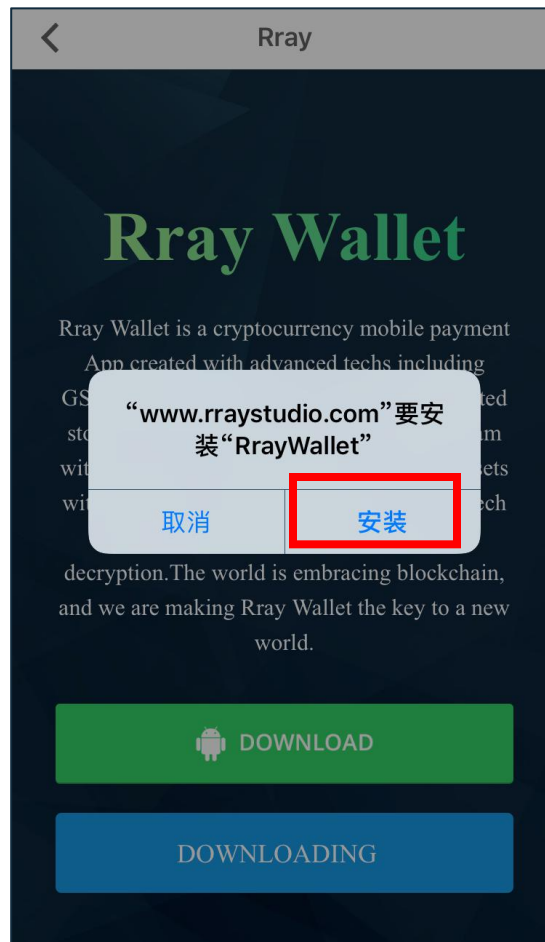 Rray
Rray Wallet
Rray Wallet is a cryptocurrency mobile payment
App created with advanced techs including
GS ted
sto am
wit sets
wit ech
“www.rraystudio.com”要安
装“RrayWallet”
取消 安装
decryption.The world is embracing blockchain,
and we are making Rray Wallet the key to a new
world.
DOWNLOAD
DOWNLOADING